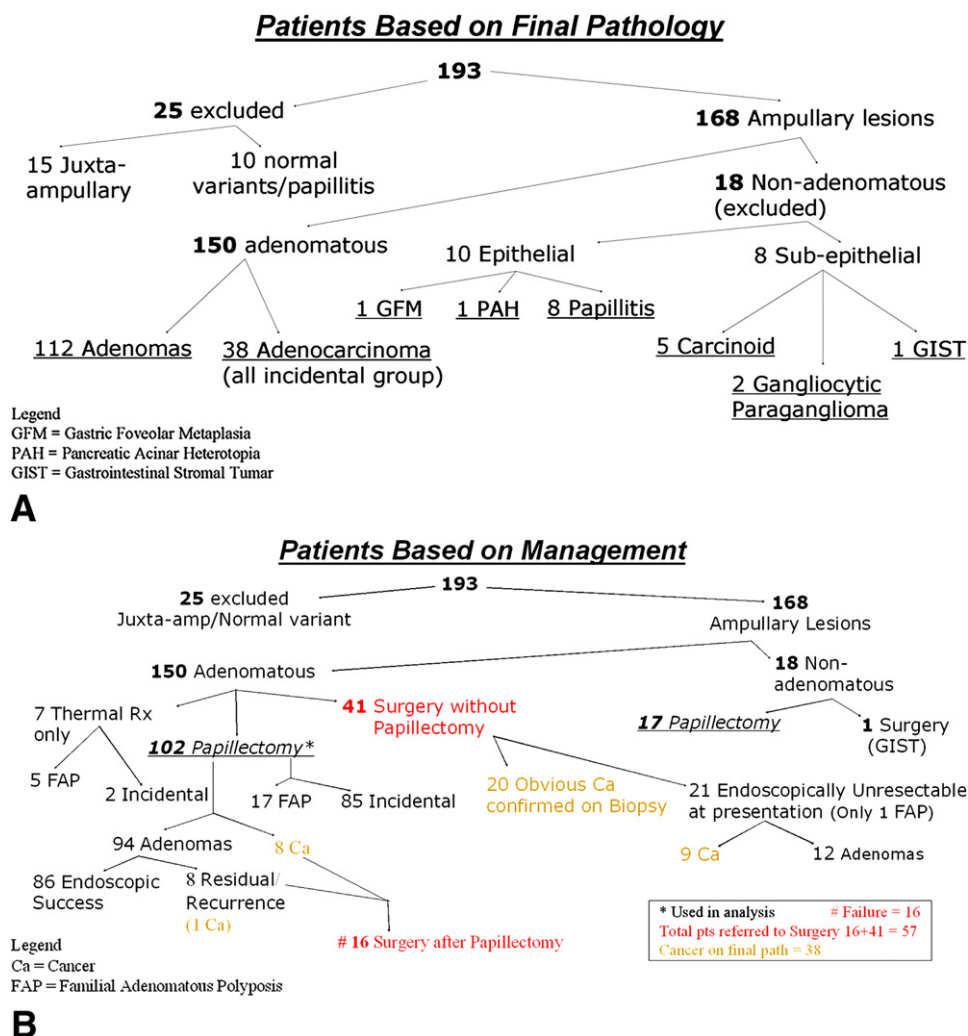 Patients Based on Final Pathology
193
25 excluded
168 Ampullary lesions
15 Juxta-
ampullary
10 normal
variants/papillitis
18 Non-adenomatous
(excluded)
150 adenomatous
10 Epithelial
8 Sub-epithelial
1 GFM
1 PAH
8 Papillitis
112 Adenomas
38 Adenocarcinoma
(all incidental group)
5 Carcinoid
1 GIST
2 Gangliocytic
Paraganglioma
Legend
GFM = Gastric Foveolar Metaplasia
PAH = Pancreatic Acinar Heterotopia
GIST = Gastrointestinal Stromal Tumar
A
Patients Based on Management
193
25 excluded
Juxta-amp/Normal variant
168
Ampullary Lesions
150 Adenomatous
18 Non-
adenomatous
7 Thermal Rx
only
41 Surgery without
Papillectomy
17 Papillectomy
1 Surgery
(GIST)
102 Papillectomy*
5 FAP
2 Incidental
17 FAP
85 Incidental
20 Obvious Ca
confirmed on Biopsy
21 Endoscopically Unresectable
at presentation (Only 1 FAP)
94 Adenomas
8 Ca
9 Ca
12 Adenomas
86 Endoscopic
Success
8 Residual/
Recurrence
(1 Ca)
# 16 Surgery after Papillectomy
* Used in analysis # Failure = 16
Total pts referred to Surgery 16+41 = 57
Cancer on final path = 38
Legend
Ca = Cancer
FAP = Familial Adenomatous Polyposis
B